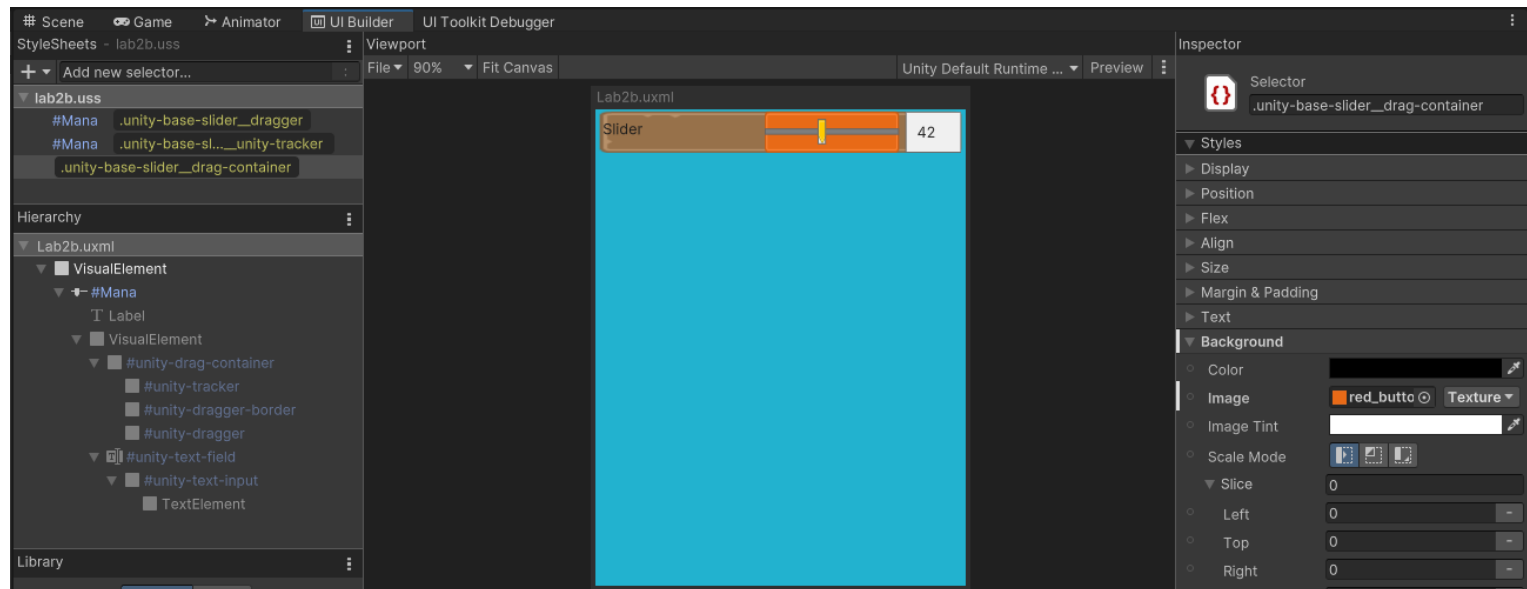 Scene Game Animator UI Builder UI Toolkit Debugger
StyleSheets - lab2b.uss
Add new selector...
lab2b.uss
#Mana .unity-base-slider__dragger
#Mana .unity-base-sl...__unity-tracker
.unity-base-slider__drag-container
Hierarchy
Lab2b.uxml
VisualElement
#Mana
Label
VisualElement
#unity-drag-container
#unity-tracker
#unity-dragger-border
#unity-dragger
#unity-text-field
#unity-text-input
TextElement
Library
Viewport
File 90% Fit Canvas Unity Default Runtime ... Preview
Lab2b.uxml
Slider 42
Inspector
Selector
.unity-base-slider__drag-container
Styles
Display
Position
Flex
Align
Size
Margin & Padding
Text
Background
Color
Image red_butto Texture
Image Tint
Scale Mode
Slice 0
Left 0
Top 0
Right 0